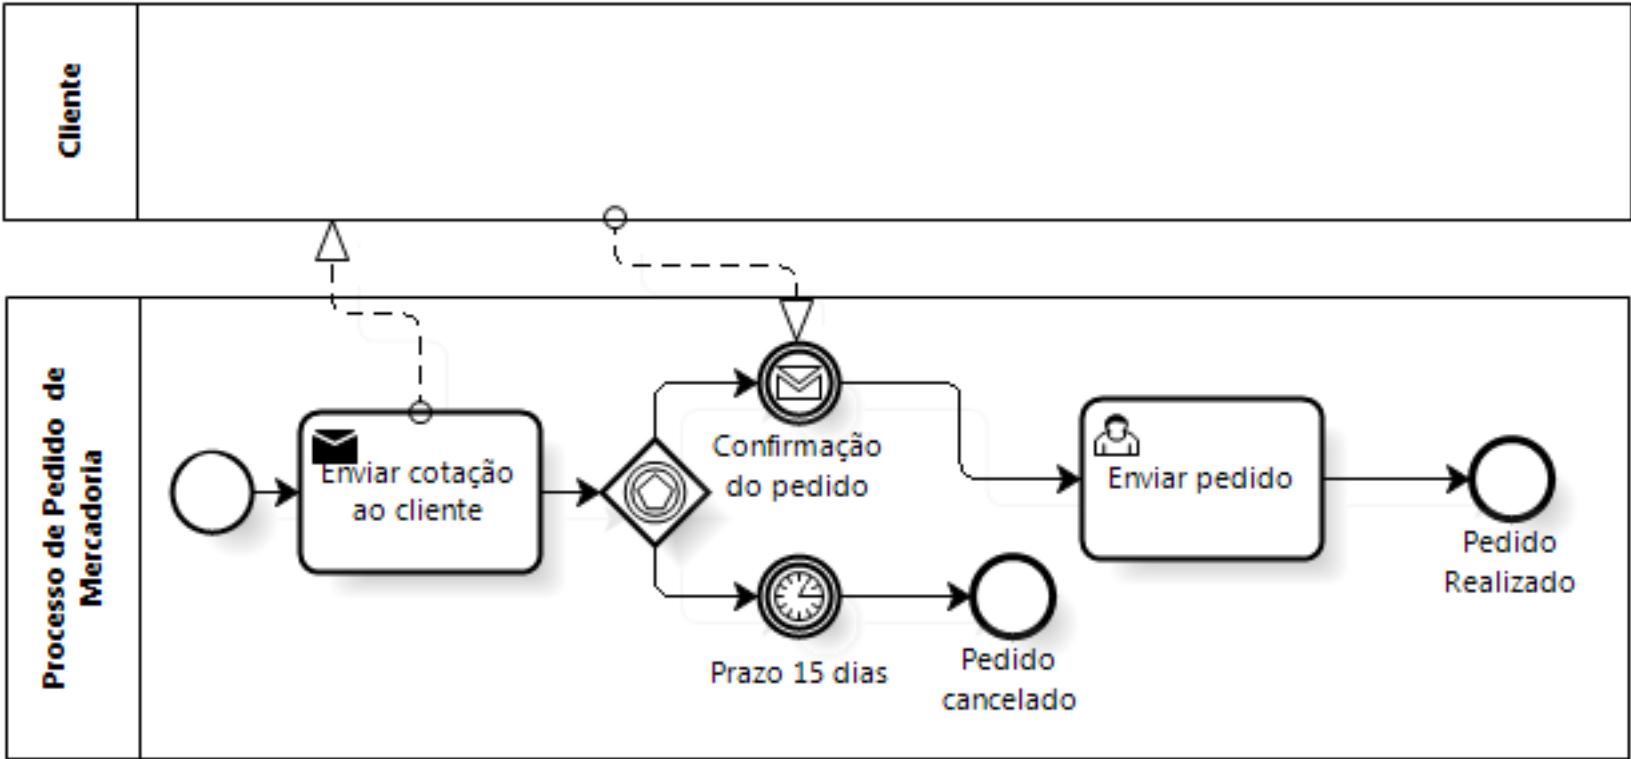 Cliente
Processo de Pedido de
Mercadoria
Enviar cotação
ao cliente
Confirmação
do pedido
Prazo 15 dias
Pedido
cancelado
Enviar pedido
Pedido
Realizado